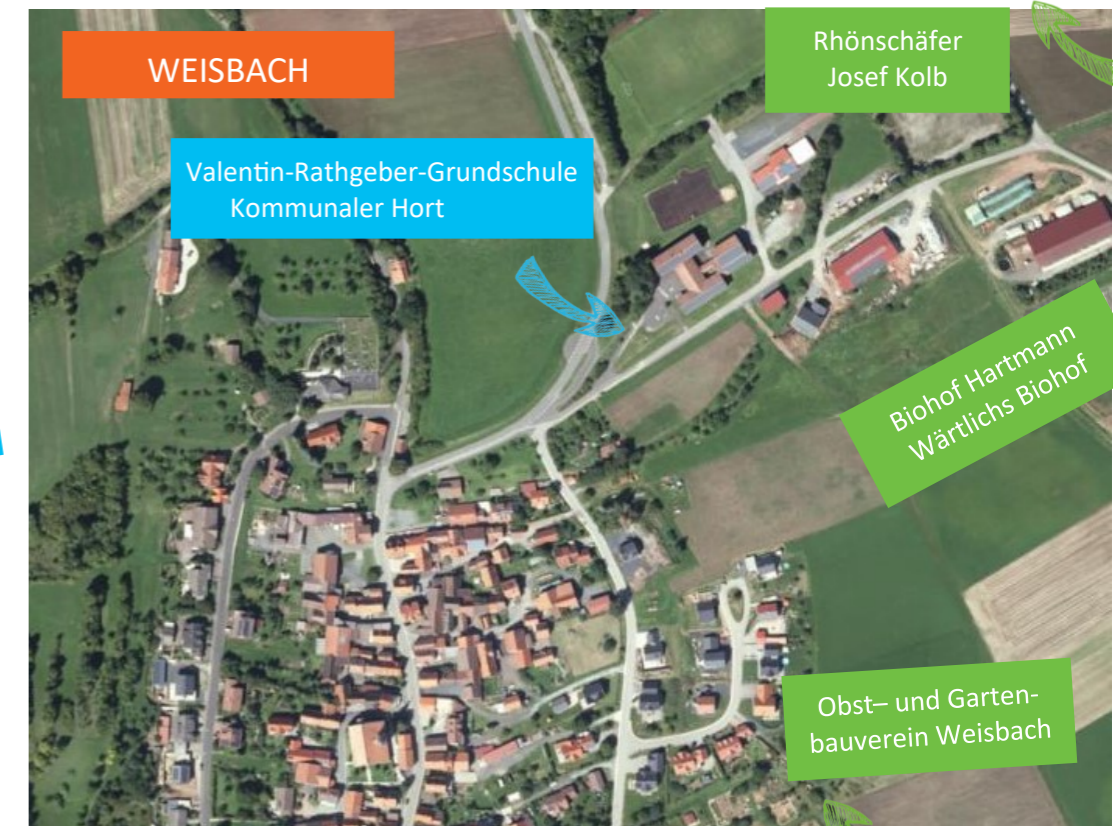 WEISBACH
Rhönschäfer
Josef Kolb
Valentin-Rathgeber-Grundschule
Kommunaler Hort
Biohof Hartmann
Wärtlichs Biohof
Obst– und Garten-
bauverein Weisbach